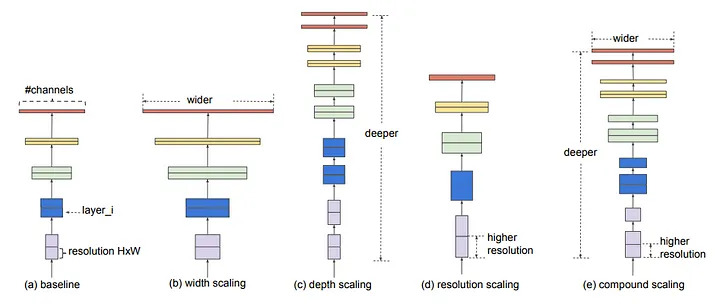 #channels
layer_i
resolution HxW
(a) baseline
wider
(b) width scaling
deeper
(c) depth scaling
higher
resolution
(d) resolution scaling
wider
deeper
higher
resolution
(e) compound scaling